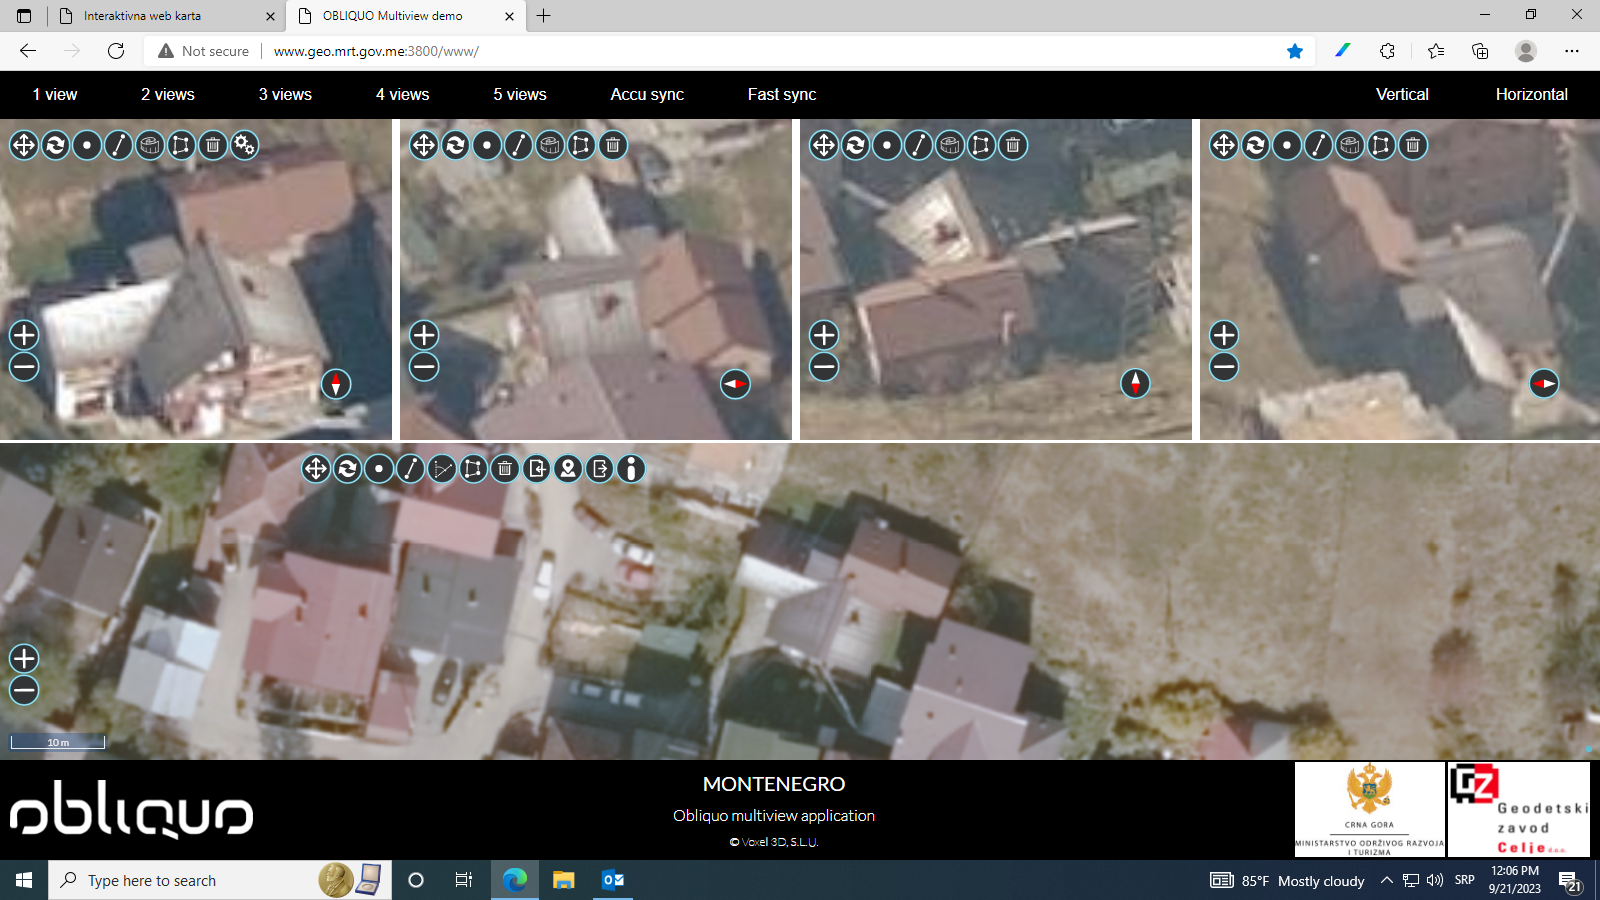 Interaktivna web karta
OBLIQUO Multiview demo
Not secure
www.geo.mrt.gov.me:3800/www/
1 view
2 views
3 views
4 views
5 views
Accu sync
Fast sync
Vertical
Horizontal
10 m
obliquo
MONTENEGRO
Obliquo multiview application
© Voxel 3D, S.L.U.
CRNA GORA
MINISTARSTVO ODRŽIVOG RAZVOJA
I TURIZMA
GZ
Geodetski
zavod
Celje d.o.o.
Type here to search
85°F Mostly cloudy
SRP
12:06 PM
9/21/2023
21